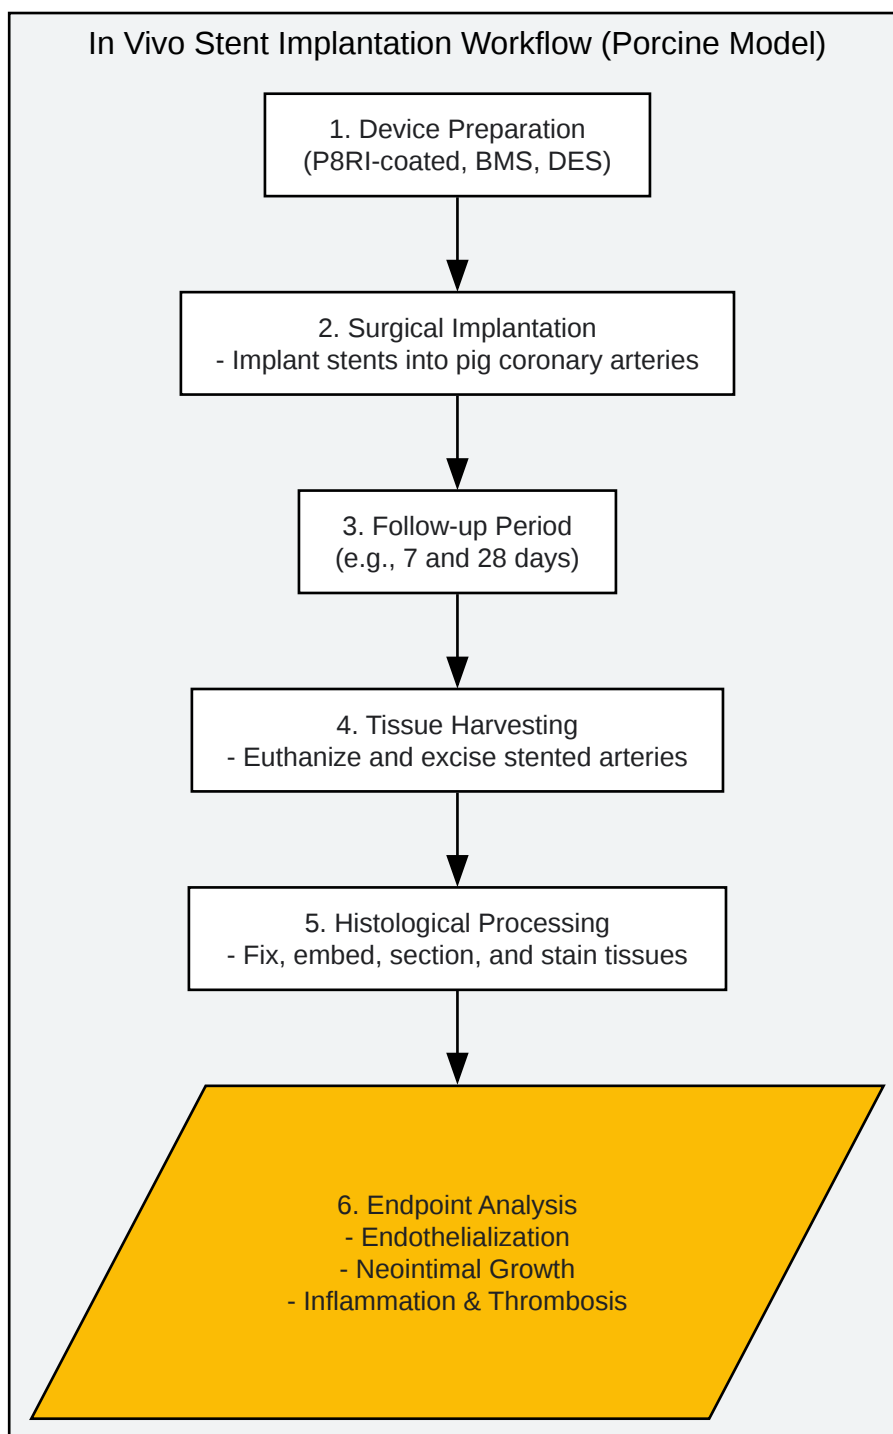 In Vivo Stent Implantation Workflow (Porcine Model)
1. Device Preparation
(P8RI-coated, BMS, DES)
2. Surgical Implantation
- Implant stents into pig coronary arteries
3. Follow-up Period
(e.g., 7 and 28 days)
4. Tissue Harvesting
- Euthanize and excise stented arteries
5. Histological Processing
- Fix, embed, section, and stain tissues
6. Endpoint Analysis
- Endothelialization
- Neointimal Growth
- Inflammation & Thrombosis